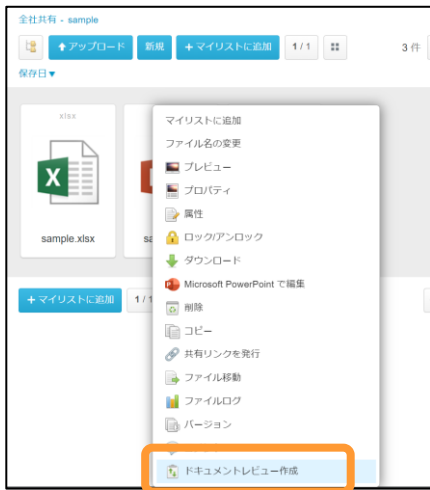 全社共有 - sample
アップロード 新規 +マイリストに追加 1 / 1 3 件
保存日▼
xlsx
X
sample.xlsx
sa
マイリストに追加
ファイル名の変更
プレビュー
プロパティ
属性
ロック/アンロック
ダウンロード
Microsoft PowerPoint で編集
削除
コピー
共有リンクを発行
ファイル移動
ファイルログ
バージョン
ドキュメントレビュー作成
+マイリストに追加 1 / 1